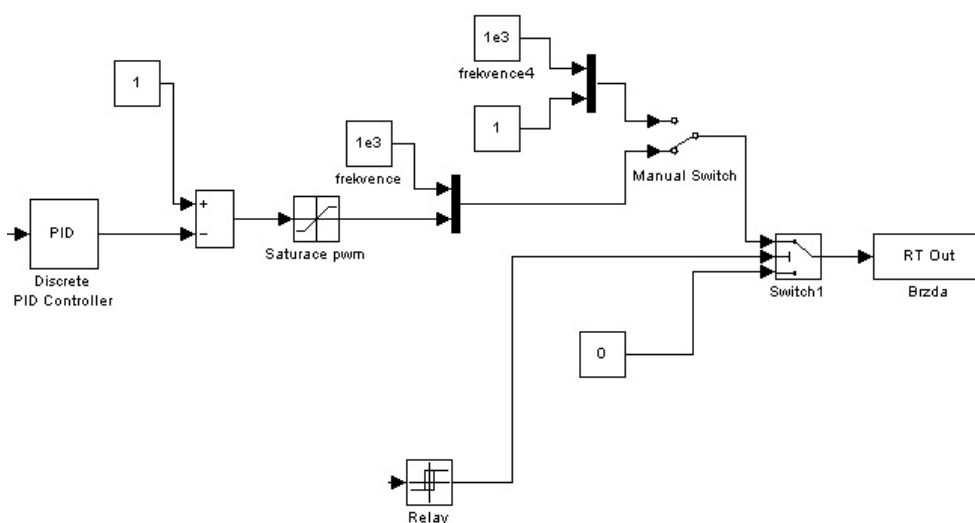 1e3
frekvence4
1
1
1e3
frekvence
Manual Switch
+
−
PID
Saturace pwm
Discrete
PID Controller
RT Out
Switch1
Brzda
0
Relay